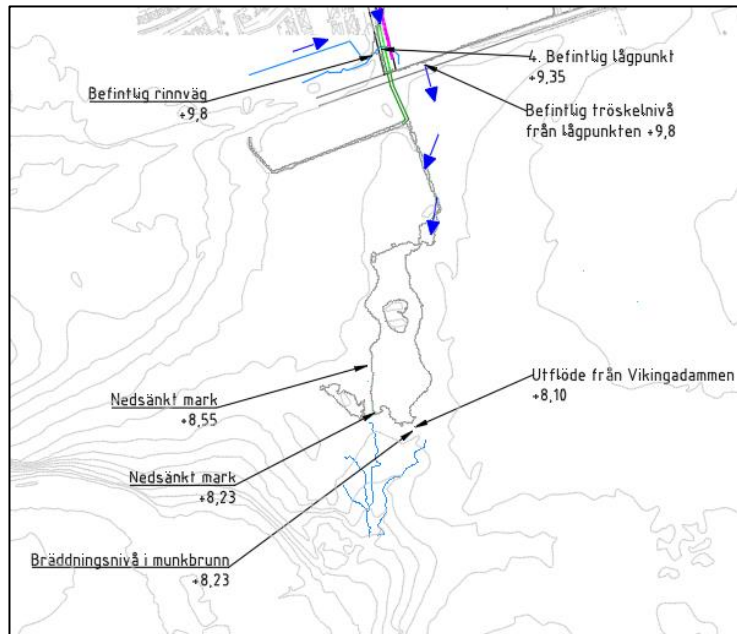 4. Befintlig lågpunkt
+9,35
Befintlig rinnväg
+9,8
Befintlig tröskelnivå
från lågpunkten +9,8
Utflöde från Vikingadammen
+8,10
Nedsänkt mark
+8,55
Nedsänkt mark
+8,23
Bräddningsnivå i munkbrunn
+8,23